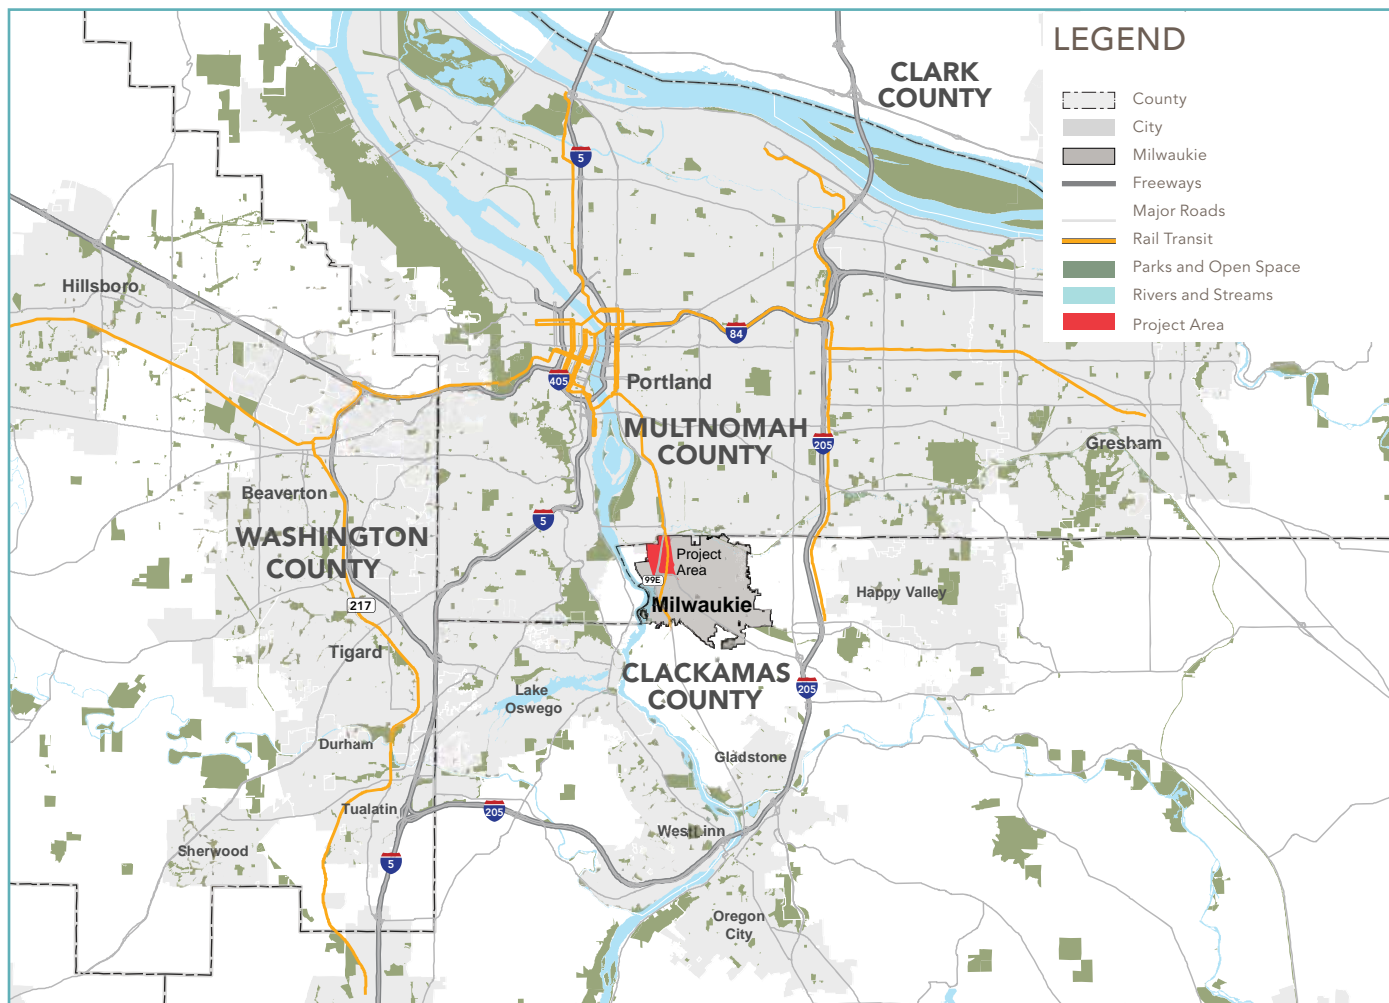 LEGEND
County
City
Milwaukie
Freeways
Major Roads
Rail Transit
Parks and Open Space
Rivers and Streams
Project Area
CLARK
COUNTY
5
Hillsboro
84
405
Portland
MULTNOMAH
COUNTY
205
Gresham
Beaverton
5
WASHINGTON
COUNTY
Project
Area
99E
Milwaukie
Happy Valley
217
Tigard
CLACKAMAS
COUNTY
205
Lake
Oswego
Durham
Gladstone
Tualatin
205
West Linn
Sherwood
5
Oregon
City